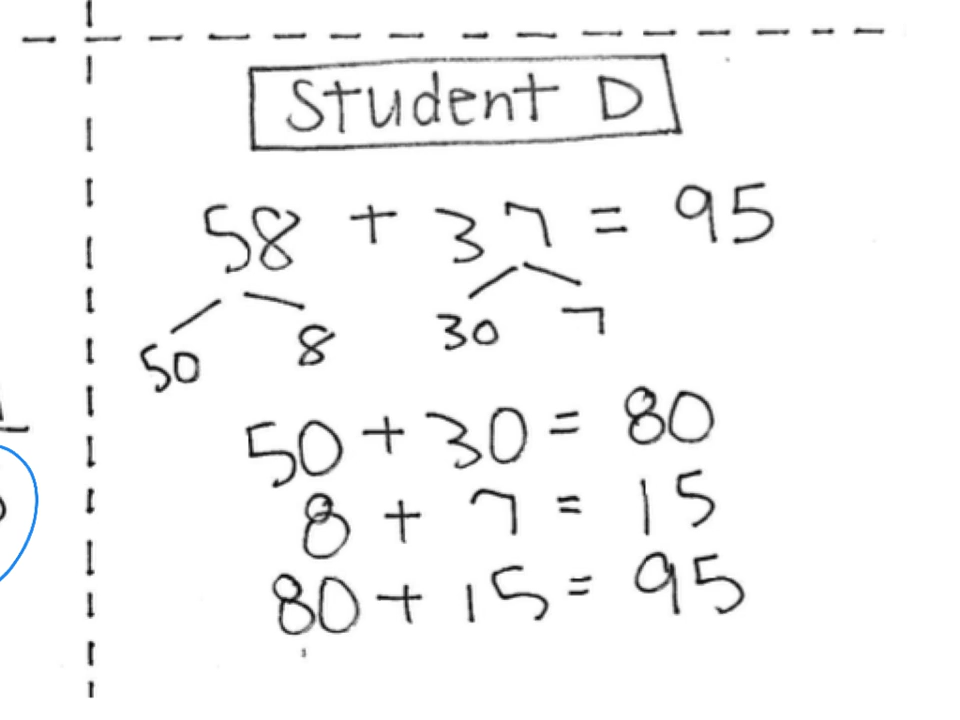 Student D
58 + 37 = 95
50 8 30 7
50 + 30 = 80
8 + 7 = 15
80 + 15 = 95